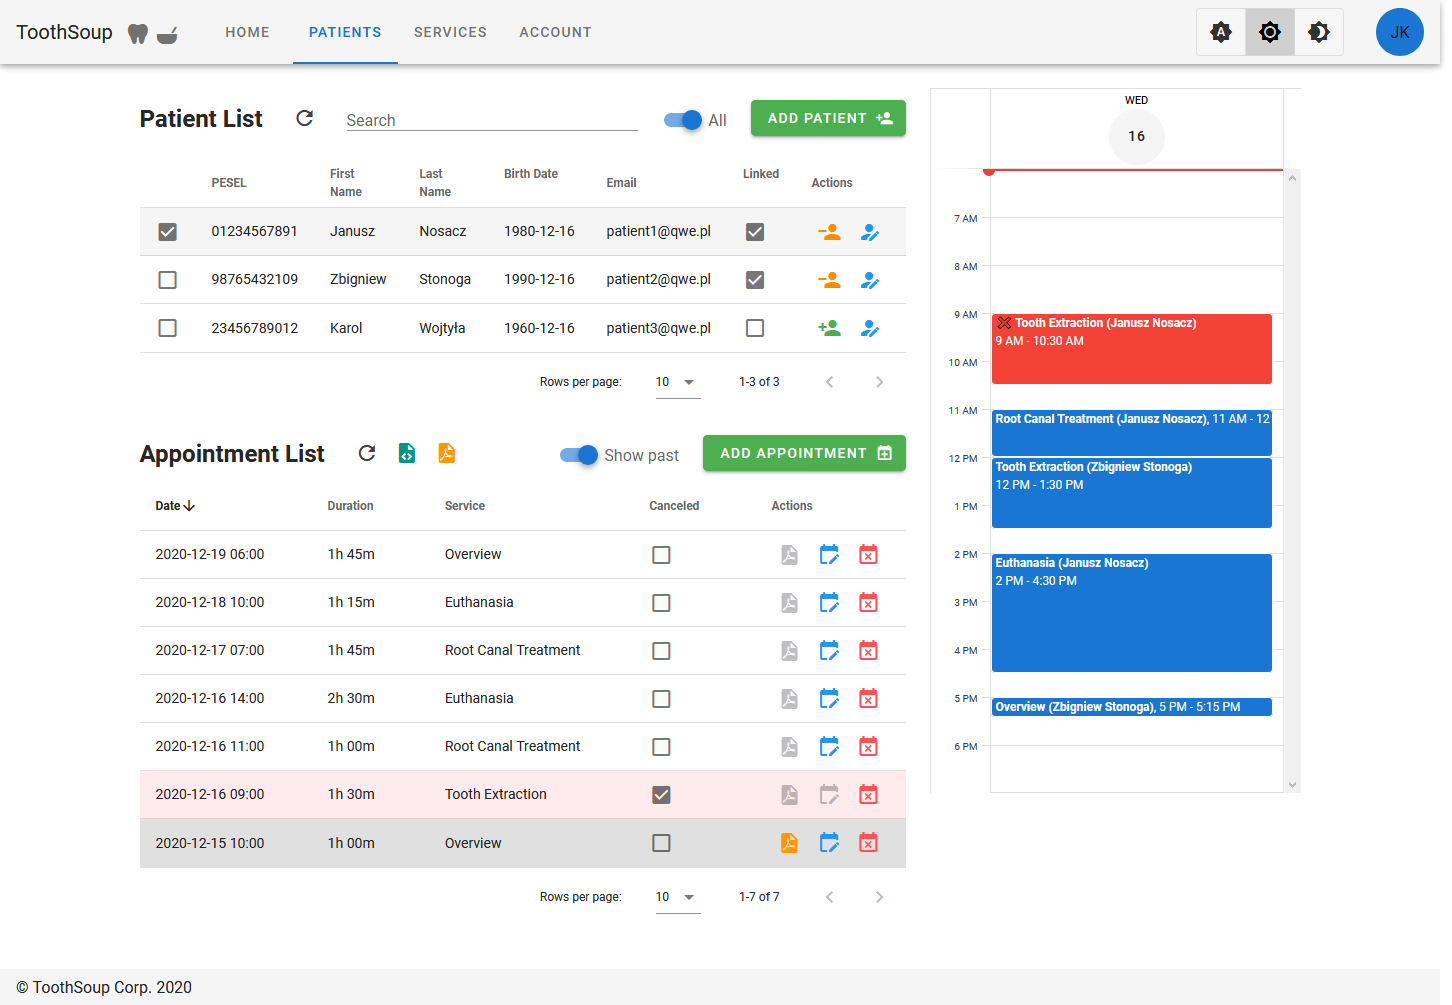 ToothSoup HOME PATIENTS SERVICES ACCOUNT A JK
Patient List Search All ADD PATIENT
PESEL First Name Last Name Birth Date Email Linked Actions
01234567891 Janusz Nosacz 1980-12-16 patient1@qwe.pl
98765432109 Zbigniew Stonoga 1990-12-16 patient2@qwe.pl
23456789012 Karol Wojtyła 1960-12-16 patient3@qwe.pl
Rows per page: 10 1-3 of 3
Appointment List Show past ADD APPOINTMENT
Date Duration Service Canceled Actions
2020-12-19 06:00 1h 45m Overview
2020-12-18 10:00 1h 15m Euthanasia
2020-12-17 07:00 1h 45m Root Canal Treatment
2020-12-16 14:00 2h 30m Euthanasia
2020-12-16 11:00 1h 00m Root Canal Treatment
2020-12-16 09:00 1h 30m Tooth Extraction
2020-12-15 10:00 1h 00m Overview
Rows per page: 10 1-7 of 7
WED
16
7 AM
8 AM
9 AM
Tooth Extraction (Janusz Nosacz)
9 AM - 10:30 AM
10 AM
11 AM
Root Canal Treatment (Janusz Nosacz), 11 AM - 12
12 PM
Tooth Extraction (Zbigniew Stonoga)
12 PM - 1:30 PM
1 PM
2 PM
Euthanasia (Janusz Nosacz)
2 PM - 4:30 PM
3 PM
4 PM
5 PM
Overview (Zbigniew Stonoga), 5 PM - 5:15 PM
6 PM
© ToothSoup Corp. 2020